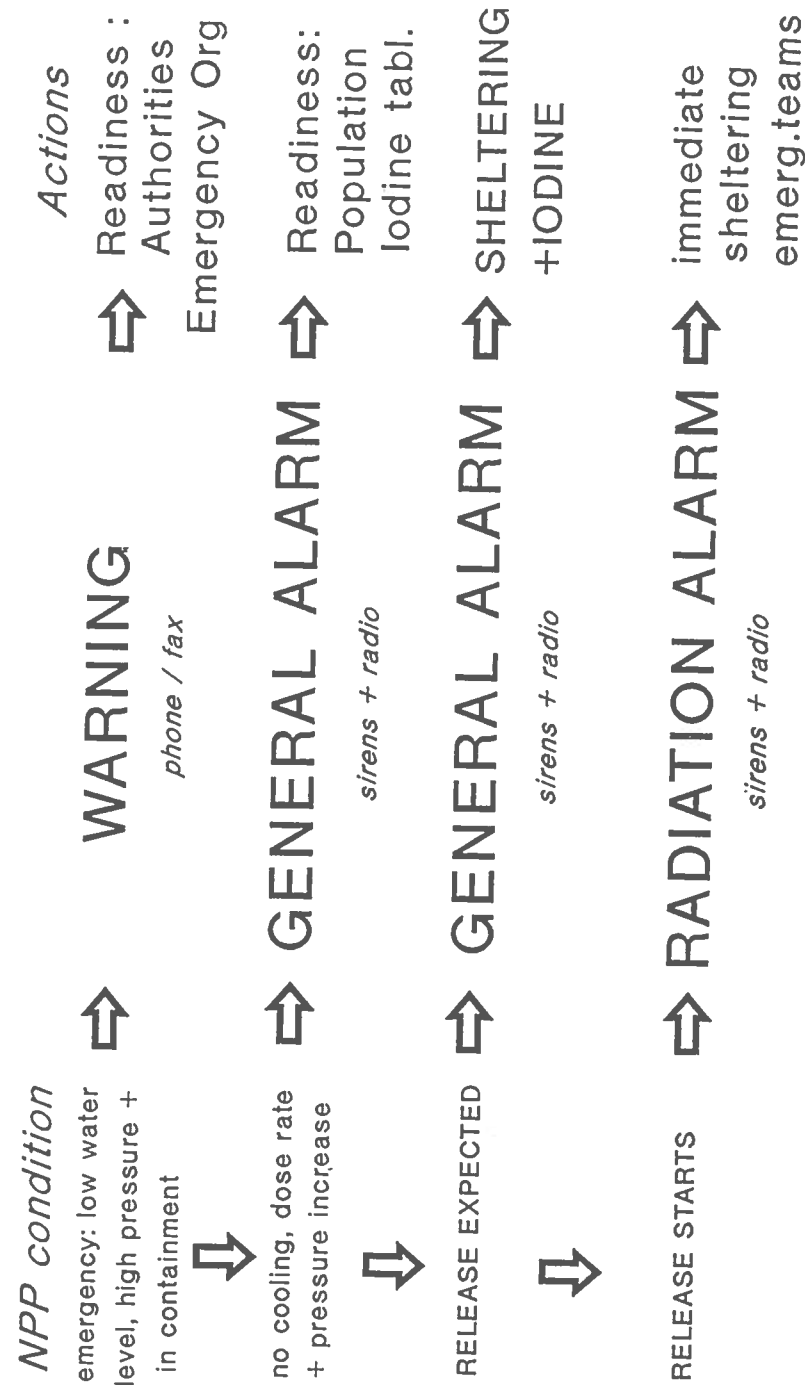 NPP condition
Actions
emergency: low water
level, high pressure +
in containment
WARNING
phone / fax
Readiness :
Authorities
Emergency Org
no cooling, dose rate
+ pressure increase
GENERAL ALARM
sirens + radio
Readiness:
Population
Iodine tabl.
RELEASE EXPECTED
GENERAL ALARM
sirens + radio
SHELTERING
+IODINE
RELEASE STARTS
RADIATION ALARM
sirens + radio
immediate
sheltering
emerg.teams